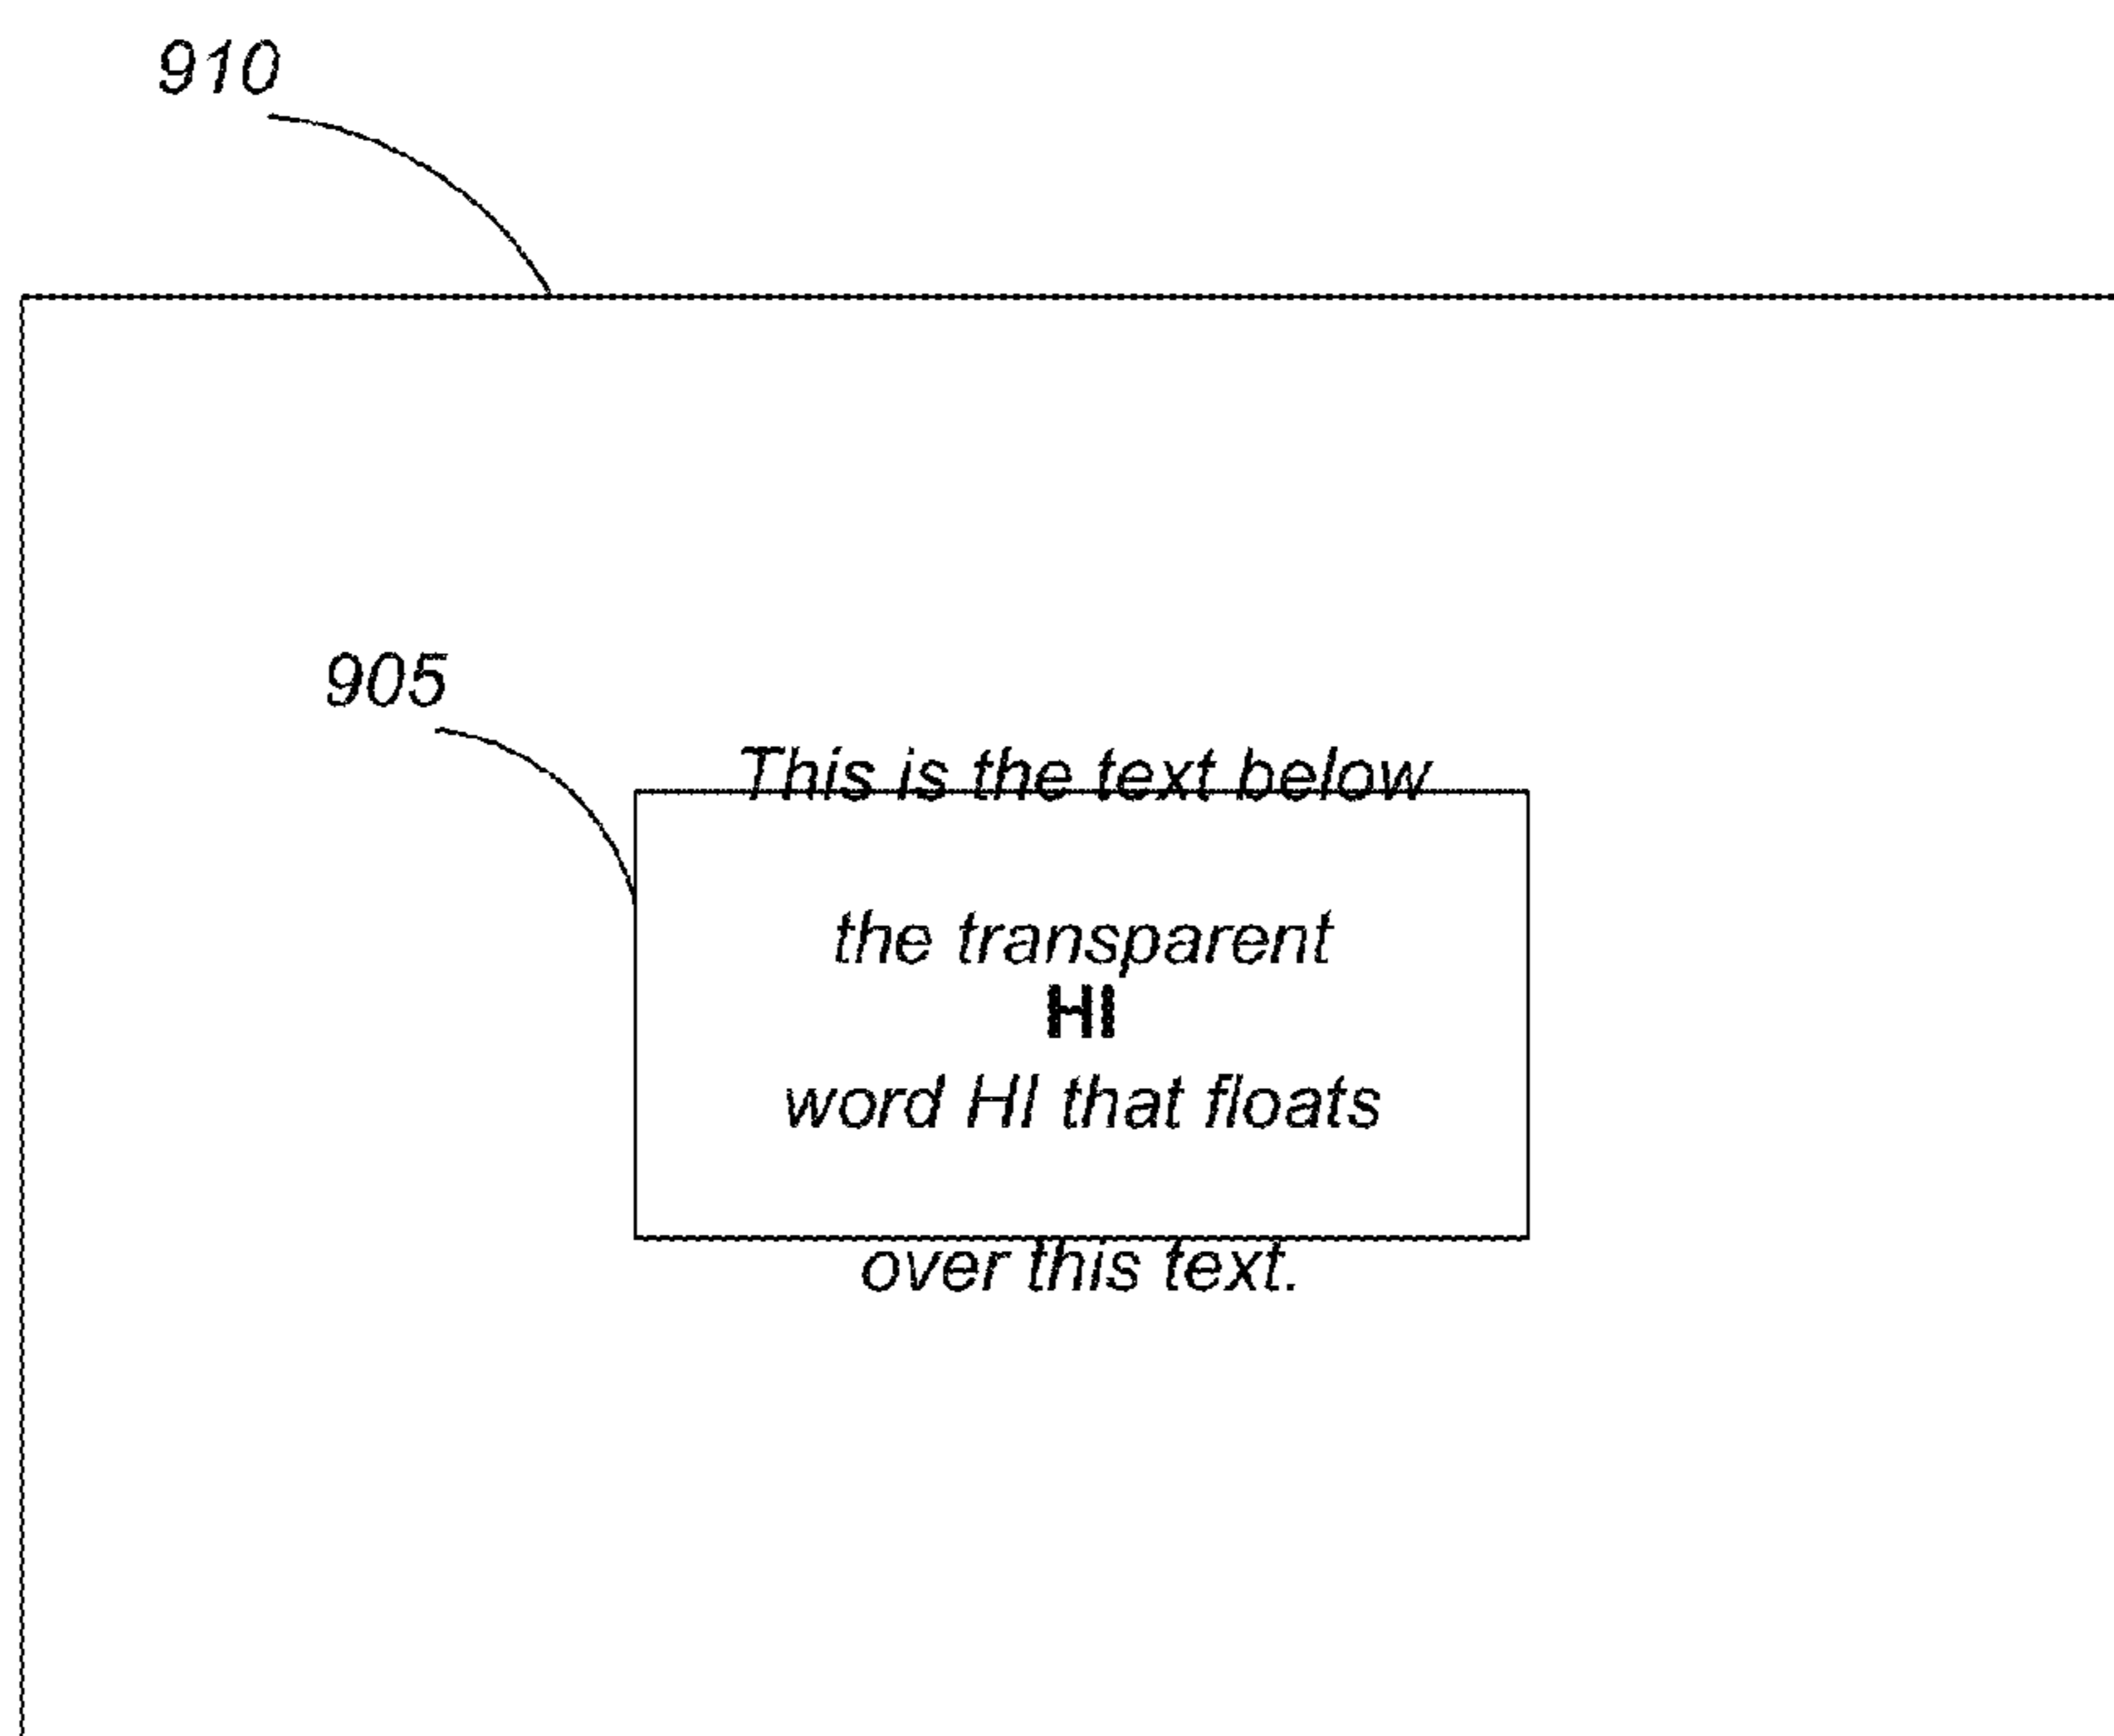 910
905
This is the text below
the transparent
HI
word HI that floats
over this text.